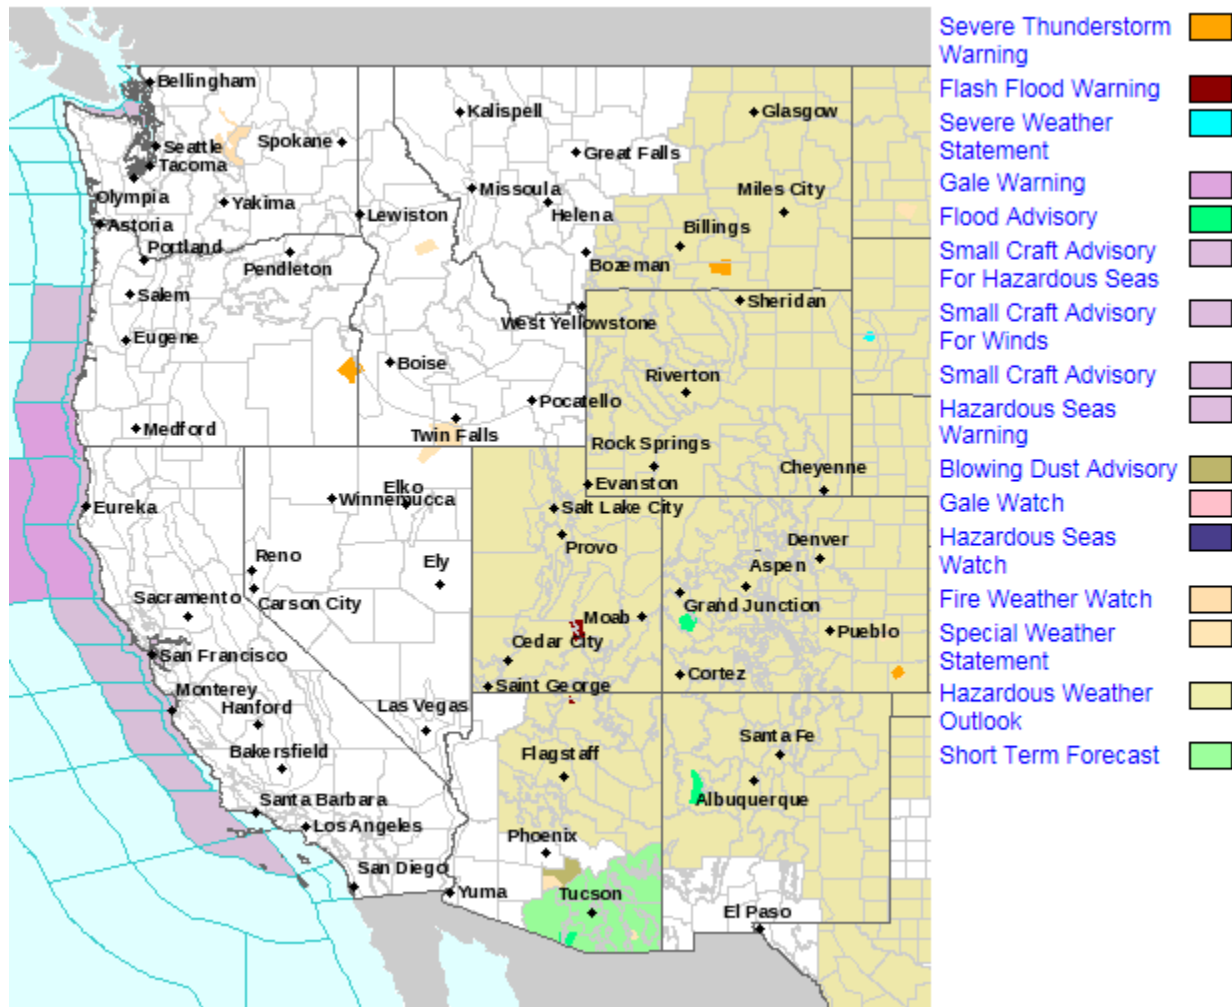 Bellingham
Kalispell
Glasgow
Seattle
Spokane
Great Falls
Tacoma
Olympia
Yakima
Missoula
Miles City
Lewiston
Helena
Astoria
Billings
Portland
Pendleton
Bozeman
Salem
Sheridan
West Yellowstone
Eugene
Boise
Riverton
Pocatello
Medford
Twin Falls
Rock Springs
Cheyenne
Evanston
Elko
Winnemucca
Eureka
Salt Lake City
Provo
Denver
Reno
Ely
Aspen
Carson City
Sacramento
Grand Junction
Moab
Pueblo
Cedar City
San Francisco
Cortez
Saint George
Monterey
Hanford
Las Vegas
Santa Fe
Bakersfield
Flagstaff
Albuquerque
Santa Barbara
Los Angeles
Phoenix
San Diego
Yuma
Tucson
El Paso
Severe Thunderstorm
Warning
Flash Flood Warning
Severe Weather
Statement
Gale Warning
Flood Advisory
Small Craft Advisory
For Hazardous Seas
Small Craft Advisory
For Winds
Small Craft Advisory
Hazardous Seas
Warning
Blowing Dust Advisory
Gale Watch
Hazardous Seas
Watch
Fire Weather Watch
Special Weather
Statement
Hazardous Weather
Outlook
Short Term Forecast